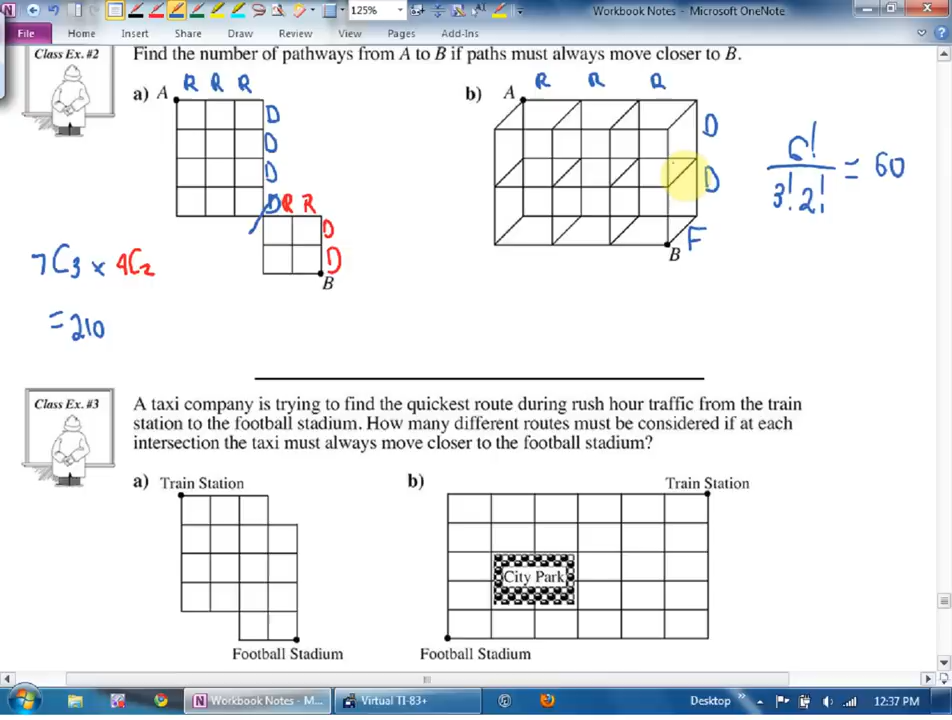 125%
Workbook Notes - Microsoft OneNote
File Home Insert Share Draw Review View Pages Add-Ins
Class Ex. #2
Find the number of pathways from A to B if paths must always move closer to B.
R R R
R R R
a) A
b) A
D
D
D
D R R
D
D
B
D
D
F
B
6!
3! 2!
= 60
7C3 x 4C2
= 210
Class Ex. #3
A taxi company is trying to find the quickest route during rush hour traffic from the train
station to the football stadium. How many different routes must be considered if at each
intersection the taxi must always move closer to the football stadium?
a) Train Station
b) Train Station
City Park
Football Stadium
Football Stadium
Workbook Notes - M...
Virtual TI-83+
Desktop
12:37 PM